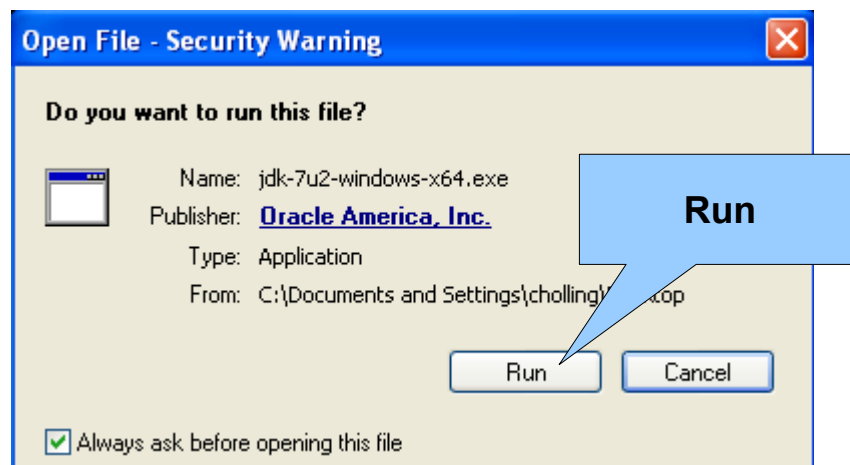 Open File - Security Warning
Do you want to run this file?
Name: jdk-7u2-windows-x64.exe
Publisher: Oracle America, Inc.
Run
Type: Application
From: C:\Documents and Settings\cholling\
Run Cancel
Always ask before opening this file